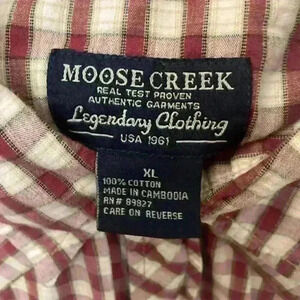 MOOSE CREEK
REAL TEST PROVEN
AUTHENTIC GARMENTS
Legendary Clothing
USA 1961
XL
100% COTTON
MADE IN CAMBODIA
RN# 89827
CARE ON REVERSE